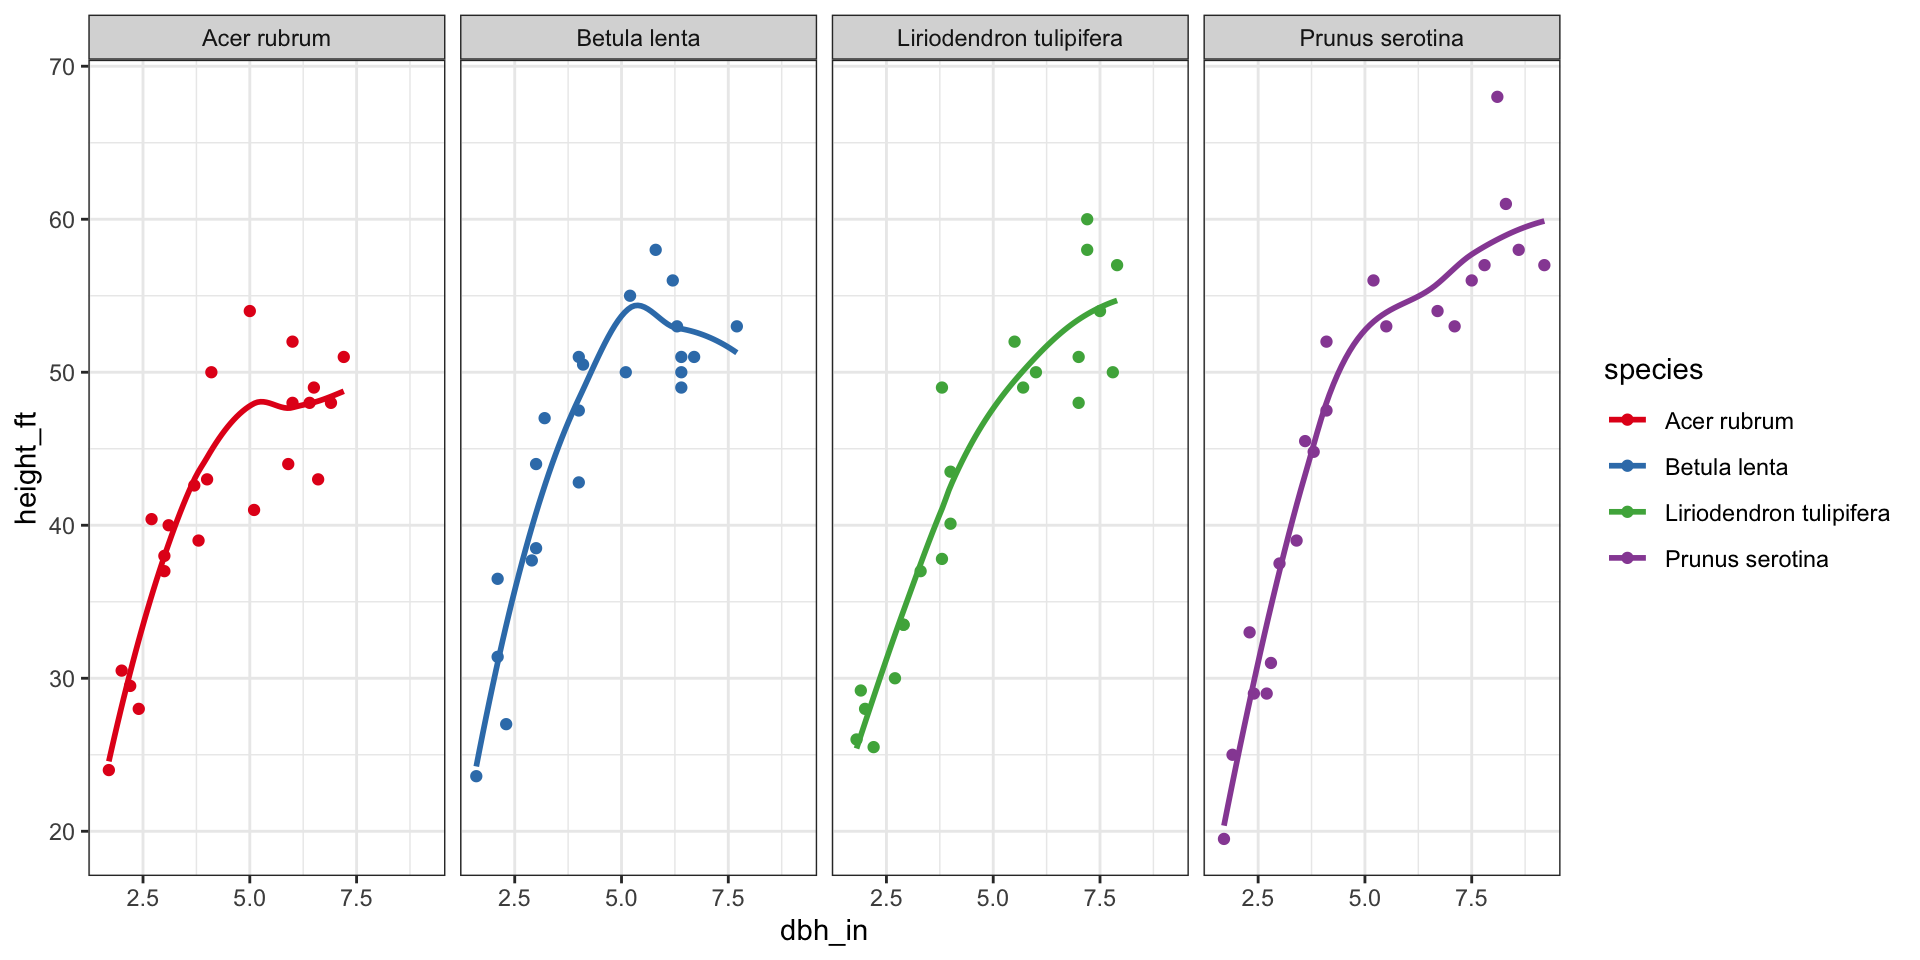 Acer rubrum
Betula lenta
Liriodendron tulipifera
Prunus serotina
70
60
50
40
30
20
height_ft
2.5 5.0 7.5
2.5 5.0 7.5
2.5 5.0 7.5
2.5 5.0 7.5
dbh_in
species
Acer rubrum
Betula lenta
Liriodendron tulipifera
Prunus serotina